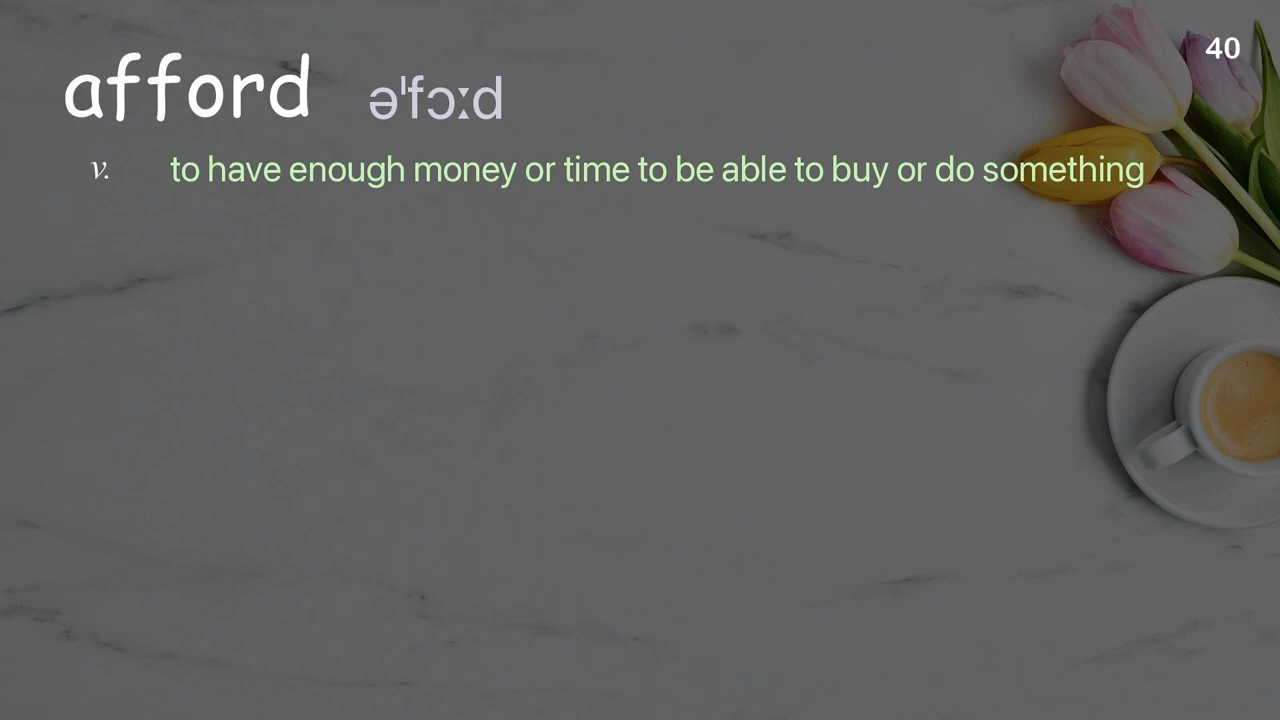 40
afford əˈfɔːd
v. to have enough money or time to be able to buy or do something